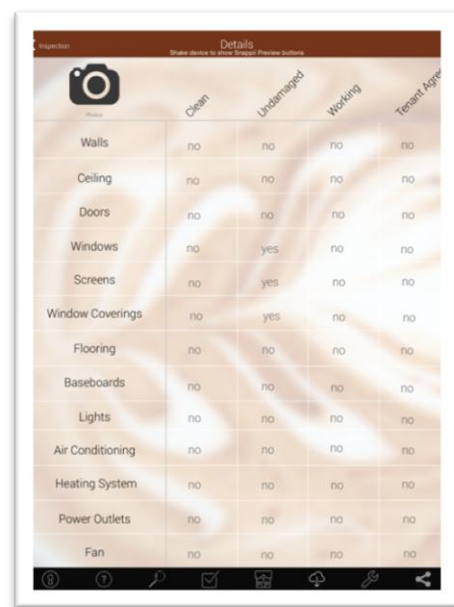 Inspection
Details
Shake device to show Snappii Preview buttons
Photos
Clean Undamaged Working Tenant Agre
Walls no no no no
Ceiling no no no no
Doors no no no no
Windows no yes no no
Screens no yes no no
Window Coverings no yes no no
Flooring no no no no
Baseboards no no no no
Lights no no no no
Air Conditioning no no no no
Heating System no no no no
Power Outlets no no no no
Fan no no no no